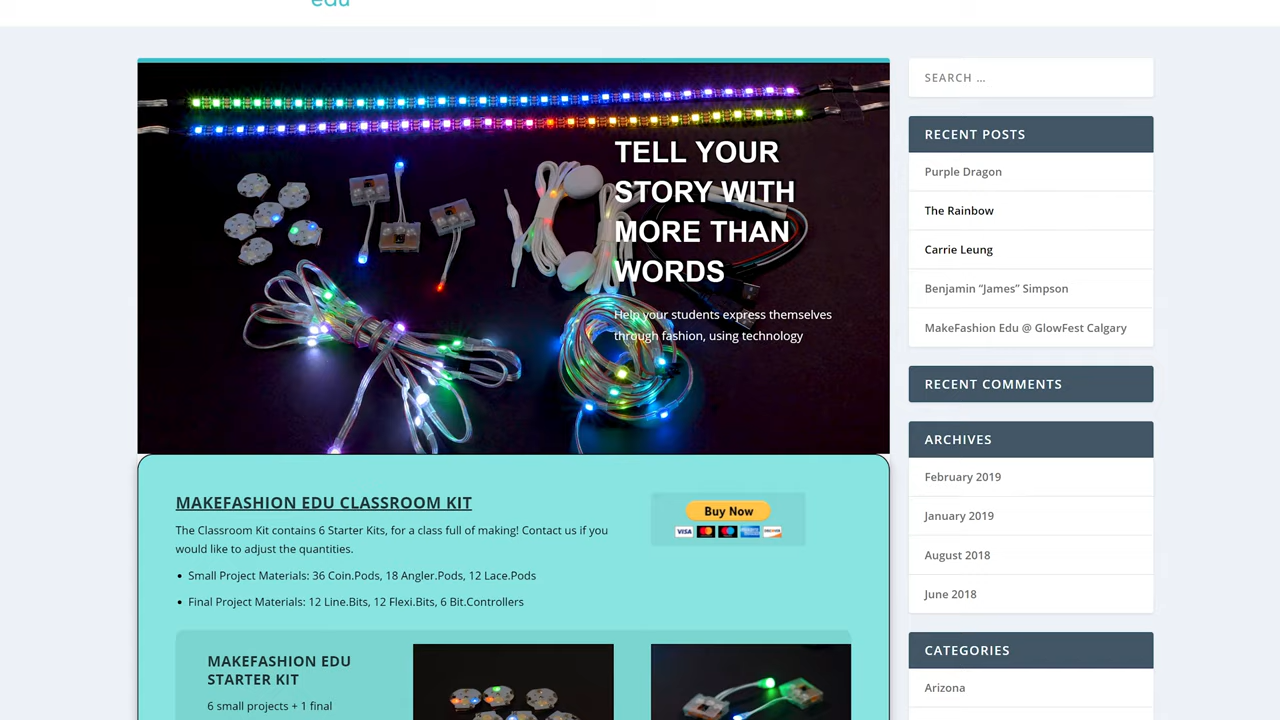 edu
TELL YOUR
STORY WITH
MORE THAN
WORDS
Help your students express themselves
through fashion, using technology
MAKEFASHION EDU CLASSROOM KIT
The Classroom Kit contains 6 Starter Kits, for a class full of making! Contact us if you
would like to adjust the quantities.
• Small Project Materials: 36 Coin.Pods, 18 Angler.Pods, 12 Lace.Pods
• Final Project Materials: 12 Line.Bits, 12 Flexi.Bits, 6 Bit.Controllers
Buy Now
VISA
DISCOVER
MAKEFASHION EDU
STARTER KIT
6 small projects + 1 final
SEARCH …
RECENT POSTS
Purple Dragon
The Rainbow
Carrie Leung
Benjamin “James” Simpson
MakeFashion Edu @ GlowFest Calgary
RECENT COMMENTS
ARCHIVES
February 2019
January 2019
August 2018
June 2018
CATEGORIES
Arizona